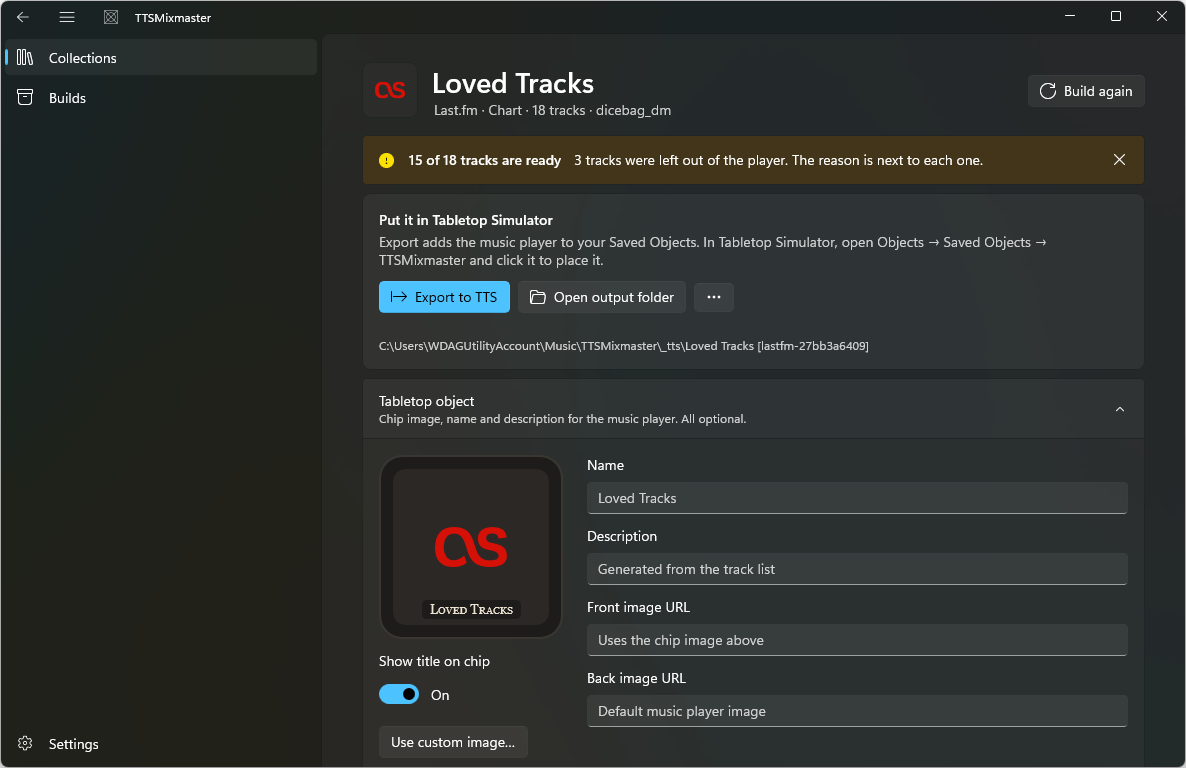 TTSMixmaster
Collections
Builds
Loved Tracks
Last.fm · Chart · 18 tracks · dicebag_dm
Build again
15 of 18 tracks are ready 3 tracks were left out of the player. The reason is next to each one.
Put it in Tabletop Simulator
Export adds the music player to your Saved Objects. In Tabletop Simulator, open Objects → Saved Objects →
TTSMixmaster and click it to place it.
Export to TTS
Open output folder
C:\Users\WDAGUtilityAccount\Music\TTSMixmaster\_tts\Loved Tracks [lastfm-27bb3a6409]
Tabletop object
Chip image, name and description for the music player. All optional.
Loved Tracks
Show title on chip
On
Use custom image...
Name
Loved Tracks
Description
Generated from the track list
Front image URL
Uses the chip image above
Back image URL
Default music player image
Settings